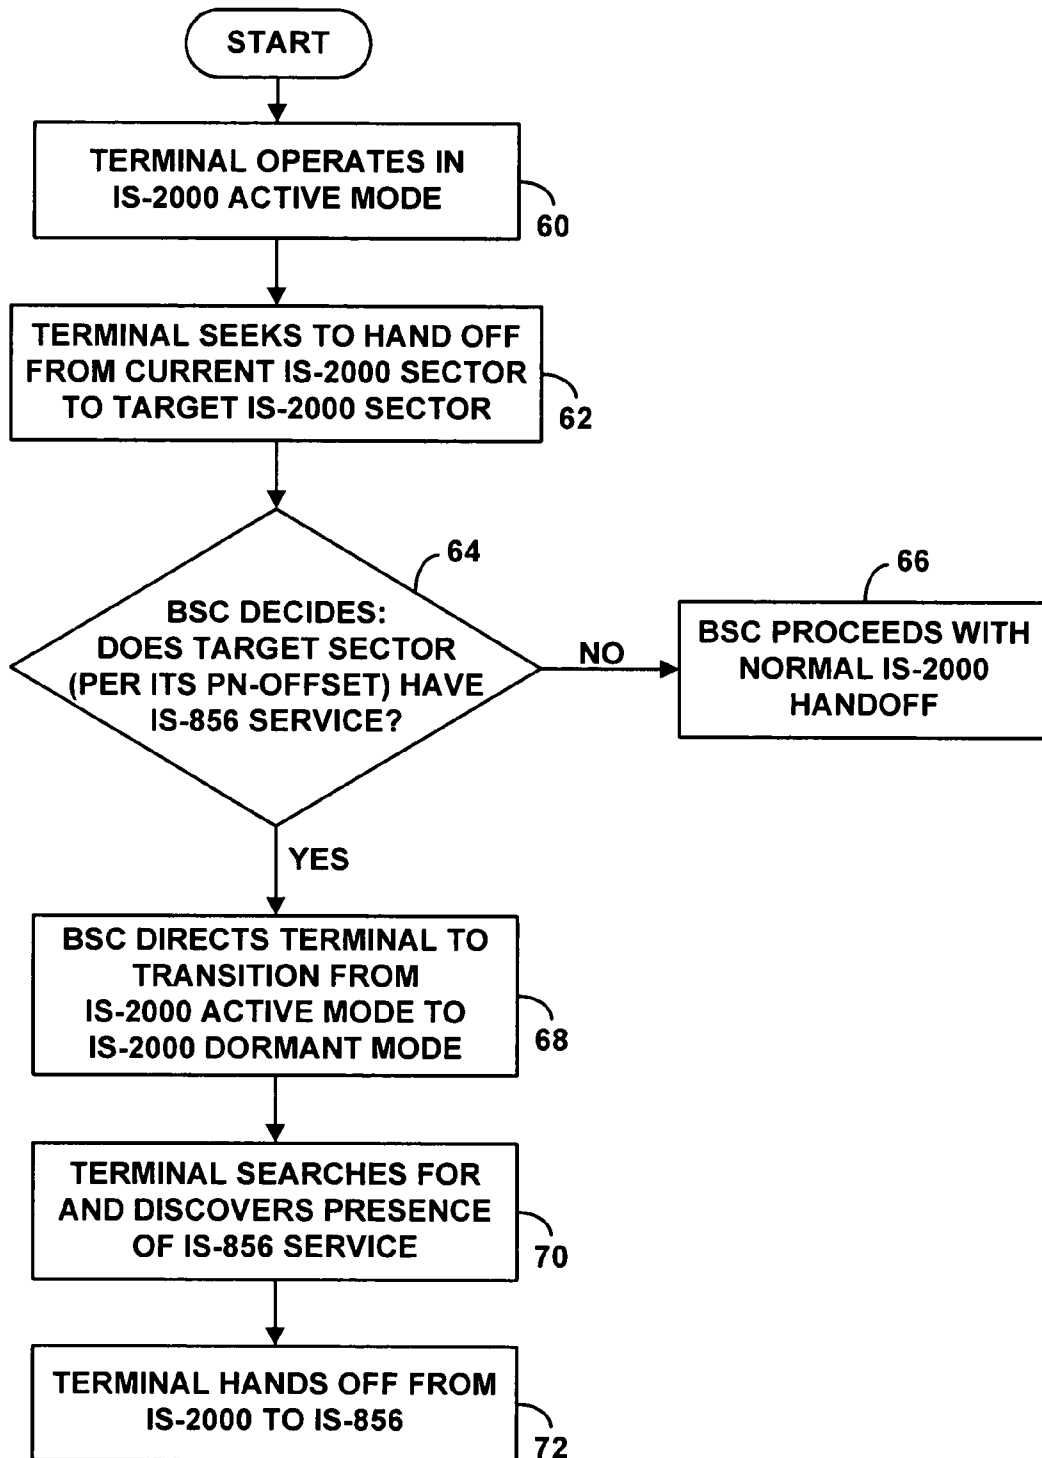 START
TERMINAL OPERATES IN
IS-2000 ACTIVE MODE
60
TERMINAL SEEKS TO HAND OFF
FROM CURRENT IS-2000 SECTOR
TO TARGET IS-2000 SECTOR
62
64
BSC DECIDES:
DOES TARGET SECTOR
(PER ITS PN-OFFSET) HAVE
IS-856 SERVICE?
NO
66
BSC PROCEEDS WITH
NORMAL IS-2000
HANDOFF
YES
BSC DIRECTS TERMINAL TO
TRANSITION FROM
IS-2000 ACTIVE MODE TO
IS-2000 DORMANT MODE
68
TERMINAL SEARCHES FOR
AND DISCOVERS PRESENCE
OF IS-856 SERVICE
70
TERMINAL HANDS OFF FROM
IS-2000 TO IS-856
72